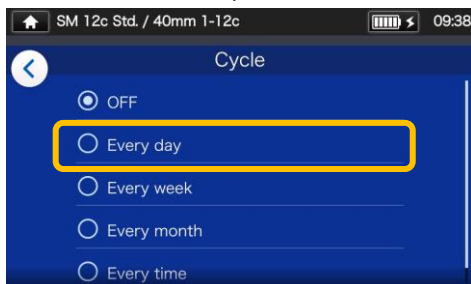 SM 12c Std. / 40mm 1-12c 09:38
Cycle
OFF
Every day
Every week
Every month
Every time